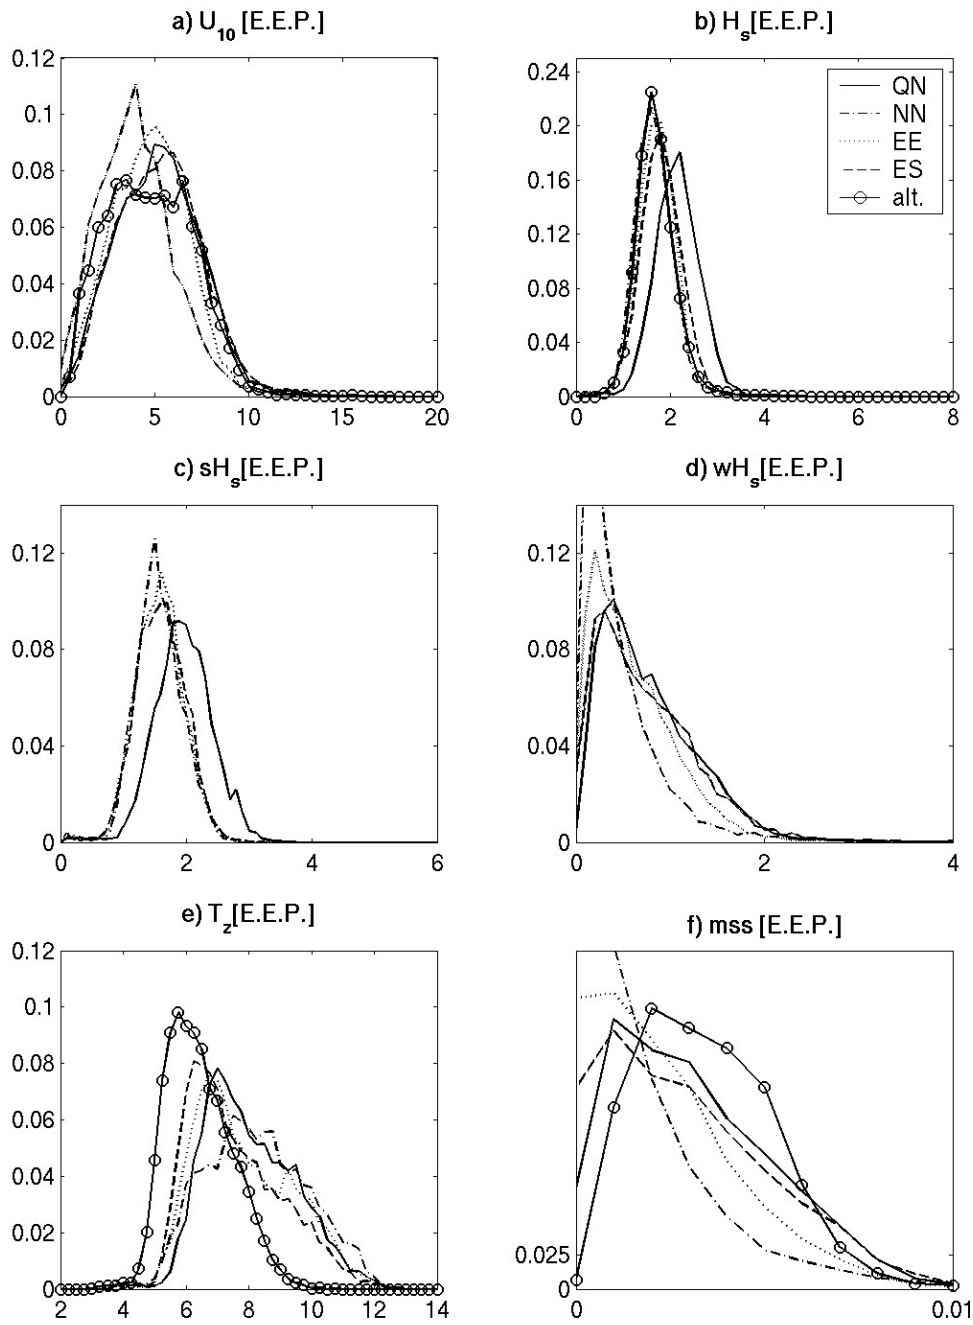 a) U10 [E.E.P.]
0.12
0.1
0.08
0.06
0.04
0.02
0
0 5 10 15 20
b) Hs[E.E.P.]
0.24
0.2
0.16
0.12
0.08
0.04
0
0 2 4 6 8
QN
NN
EE
ES
alt.
c) sHs[E.E.P.]
0.12
0.08
0.04
0
0 2 4 6
d) wHs[E.E.P.]
0.12
0.08
0.04
0
0 2 4
e) Tz[E.E.P.]
0.12
0.1
0.08
0.06
0.04
0.02
0
2 4 6 8 10 12 14
f) mss [E.E.P.]
0.025
0
0 0.01